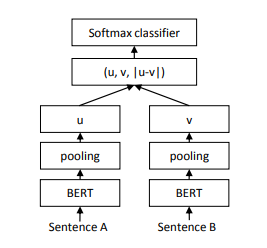 Softmax classifier
(u, v, |u-v|)
u v
pooling pooling
BERT BERT
Sentence A Sentence B